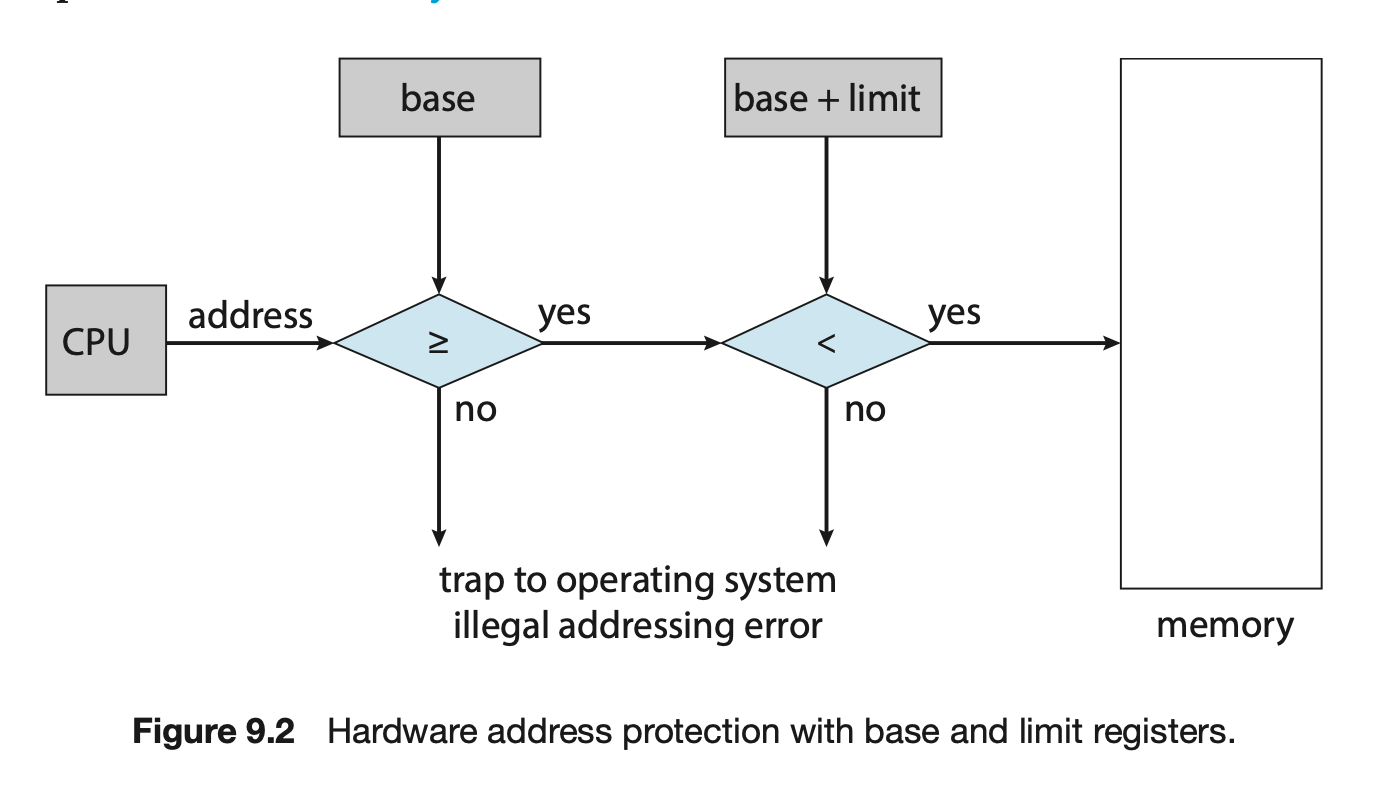 base
base + limit
CPU
address
≥
yes
<
yes
no
no
trap to operating system
illegal addressing error
memory
Figure 9.2 Hardware address protection with base and limit registers.